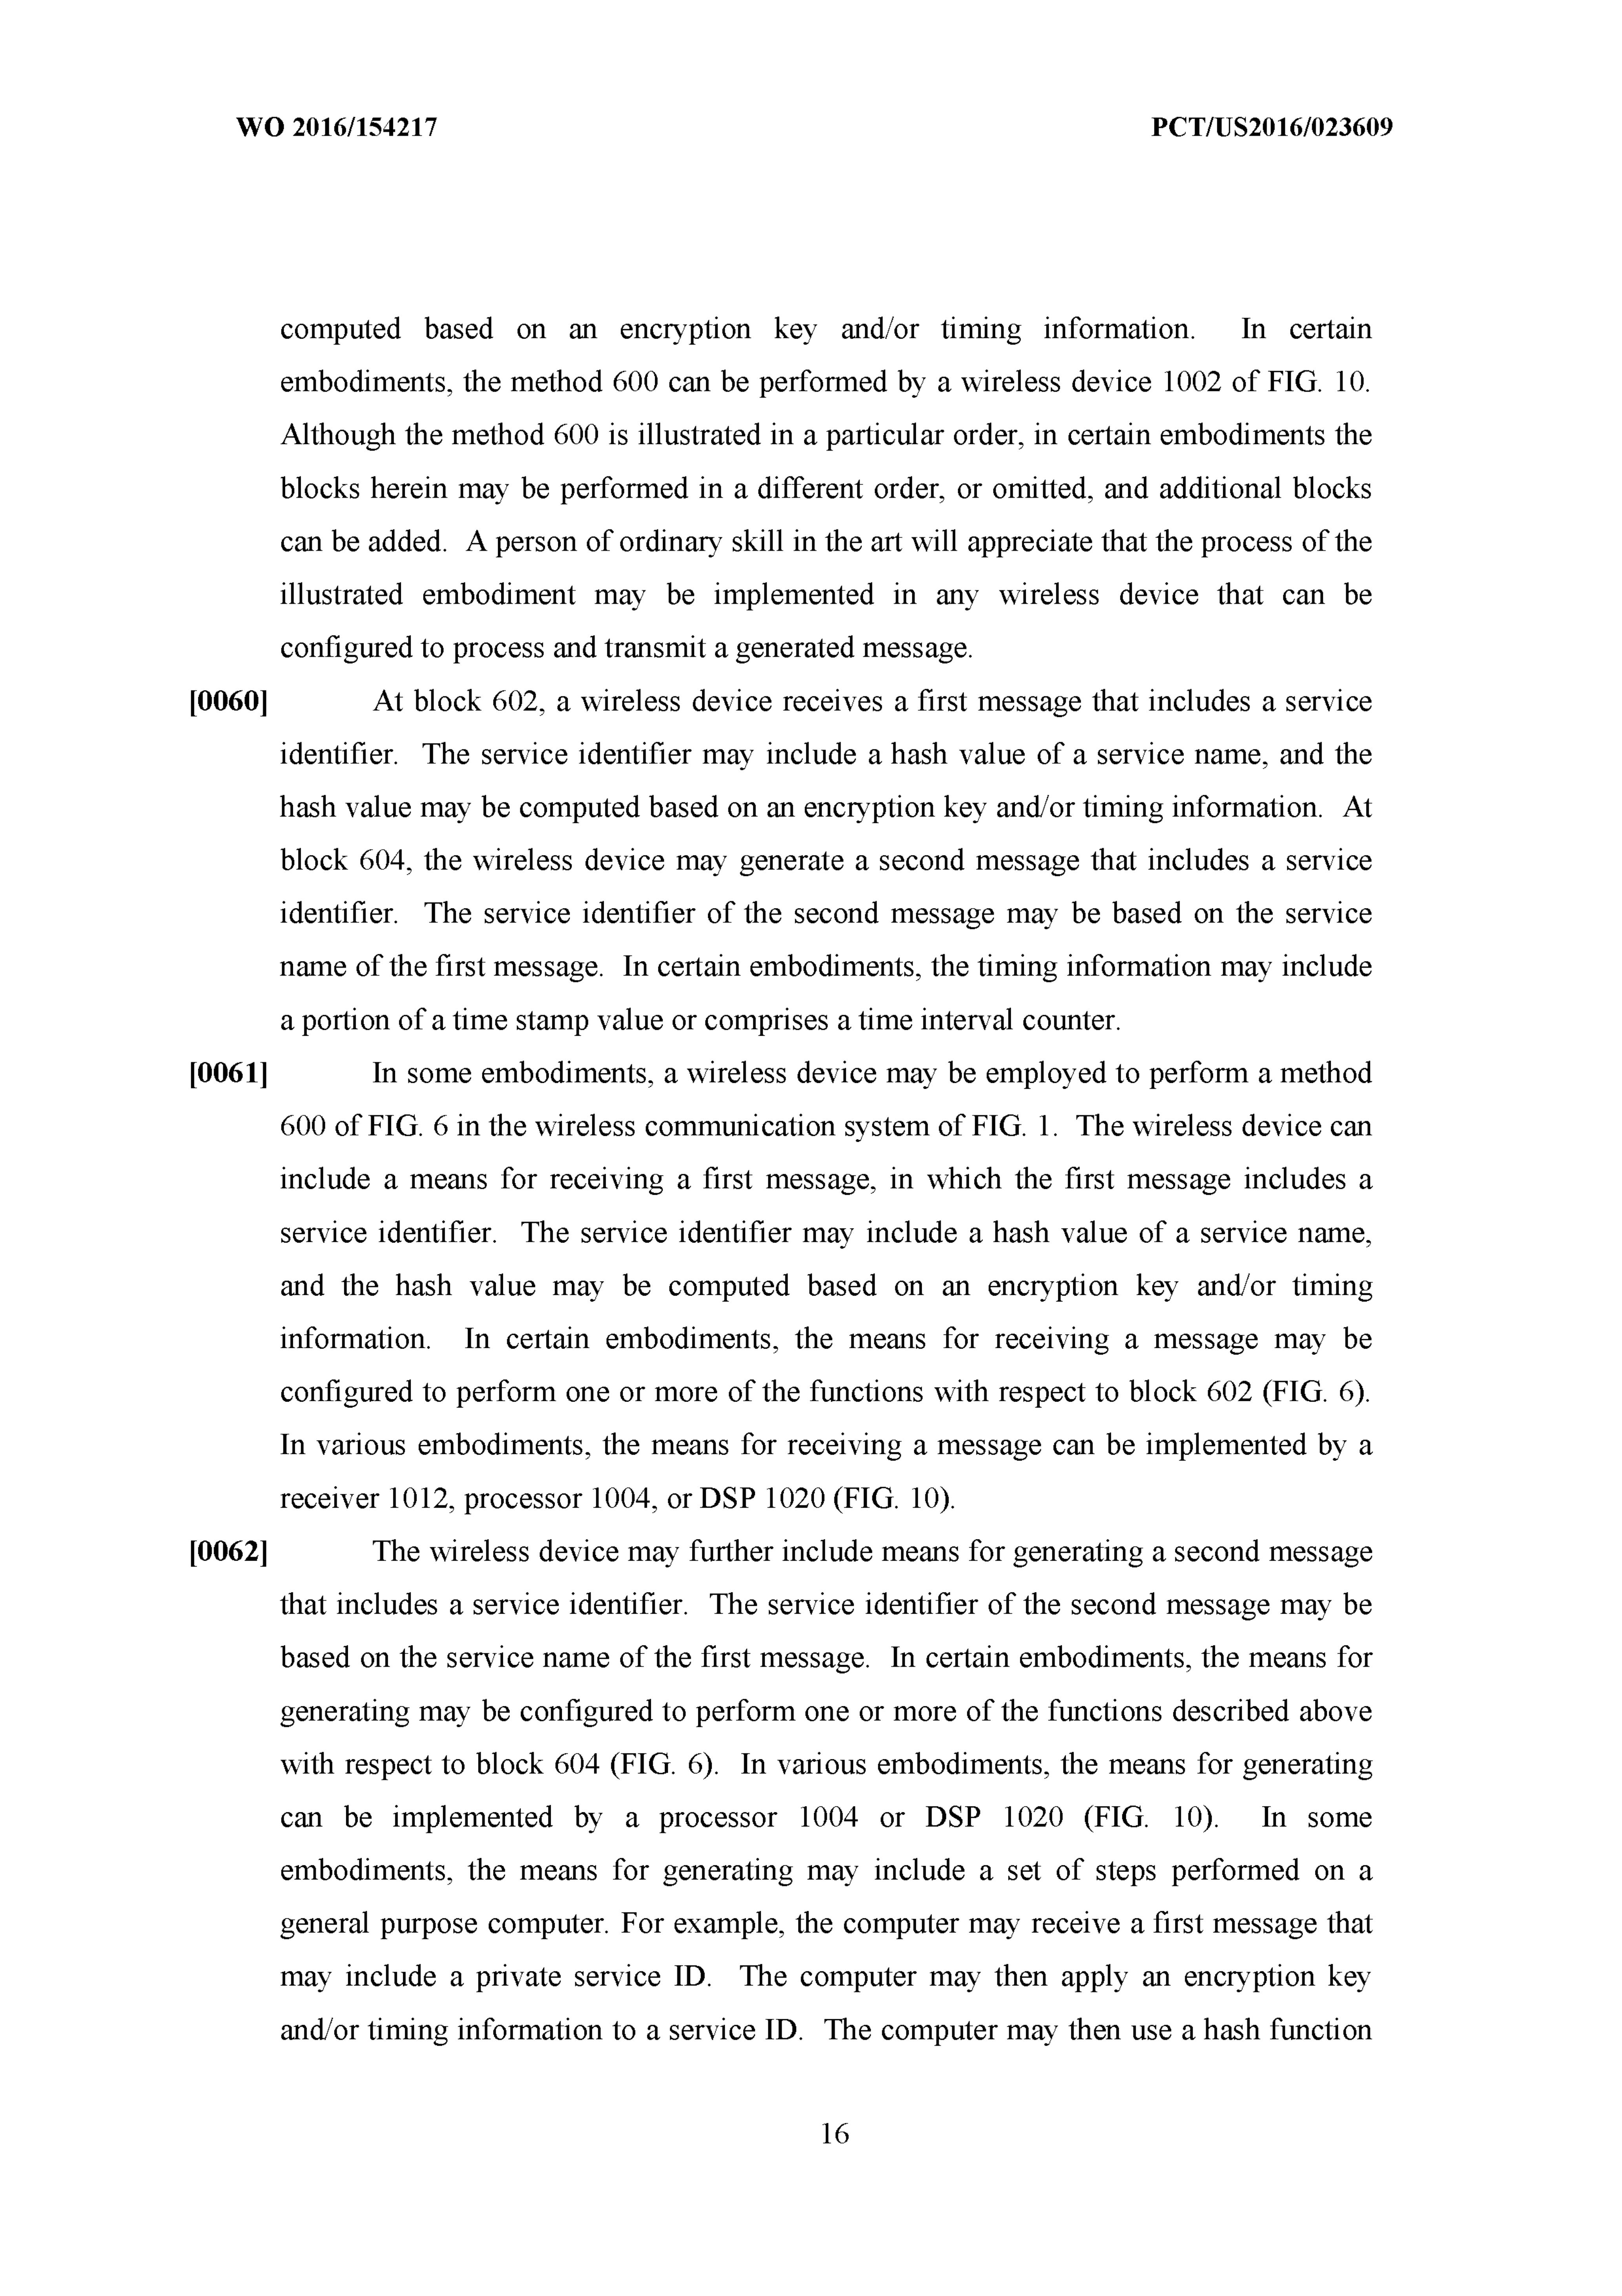 WO 2016/154217 PCT/US2016/023609
computed based on an encryption key and/or timing information. In certain
embodiments, the method 600 can be performed by a wireless device 1002 of FIG. 10.
Although the method 600 is illustrated in a particular order, in certain embodiments the
blocks herein may be performed in a different order, or omitted, and additional blocks
can be added. A person of ordinary skill in the art will appreciate that the process of the
illustrated embodiment may be implemented in any wireless device that can be
configured to process and transmit a generated message.
[0060] At block 602, a wireless device receives a first message that includes a service
identifier. The service identifier may include a hash value of a service name, and the
hash value may be computed based on an encryption key and/or timing information. At
block 604, the wireless device may generate a second message that includes a service
identifier. The service identifier of the second message may be based on the service
name of the first message. In certain embodiments, the timing information may include
a portion of a time stamp value or comprises a time interval counter.
[0061] In some embodiments, a wireless device may be employed to perform a method
600 of FIG. 6 in the wireless communication system of FIG. 1. The wireless device can
include a means for receiving a first message, in which the first message includes a
service identifier. The service identifier may include a hash value of a service name,
and the hash value may be computed based on an encryption key and/or timing
information. In certain embodiments, the means for receiving a message may be
configured to perform one or more of the functions with respect to block 602 (FIG. 6).
In various embodiments, the means for receiving a message can be implemented by a
receiver 1012, processor 1004, or DSP 1020 (FIG. 10).
[0062] The wireless device may further include means for generating a second message
that includes a service identifier. The service identifier of the second message may be
based on the service name of the first message. In certain embodiments, the means for
generating may be configured to perform one or more of the functions described above
with respect to block 604 (FIG. 6). In various embodiments, the means for generating
can be implemented by a processor 1004 or DSP 1020 (FIG. 10). In some
embodiments, the means for generating may include a set of steps performed on a
general purpose computer. For example, the computer may receive a first message that
may include a private service ID. The computer may then apply an encryption key
and/or timing information to a service ID. The computer may then use a hash function
16